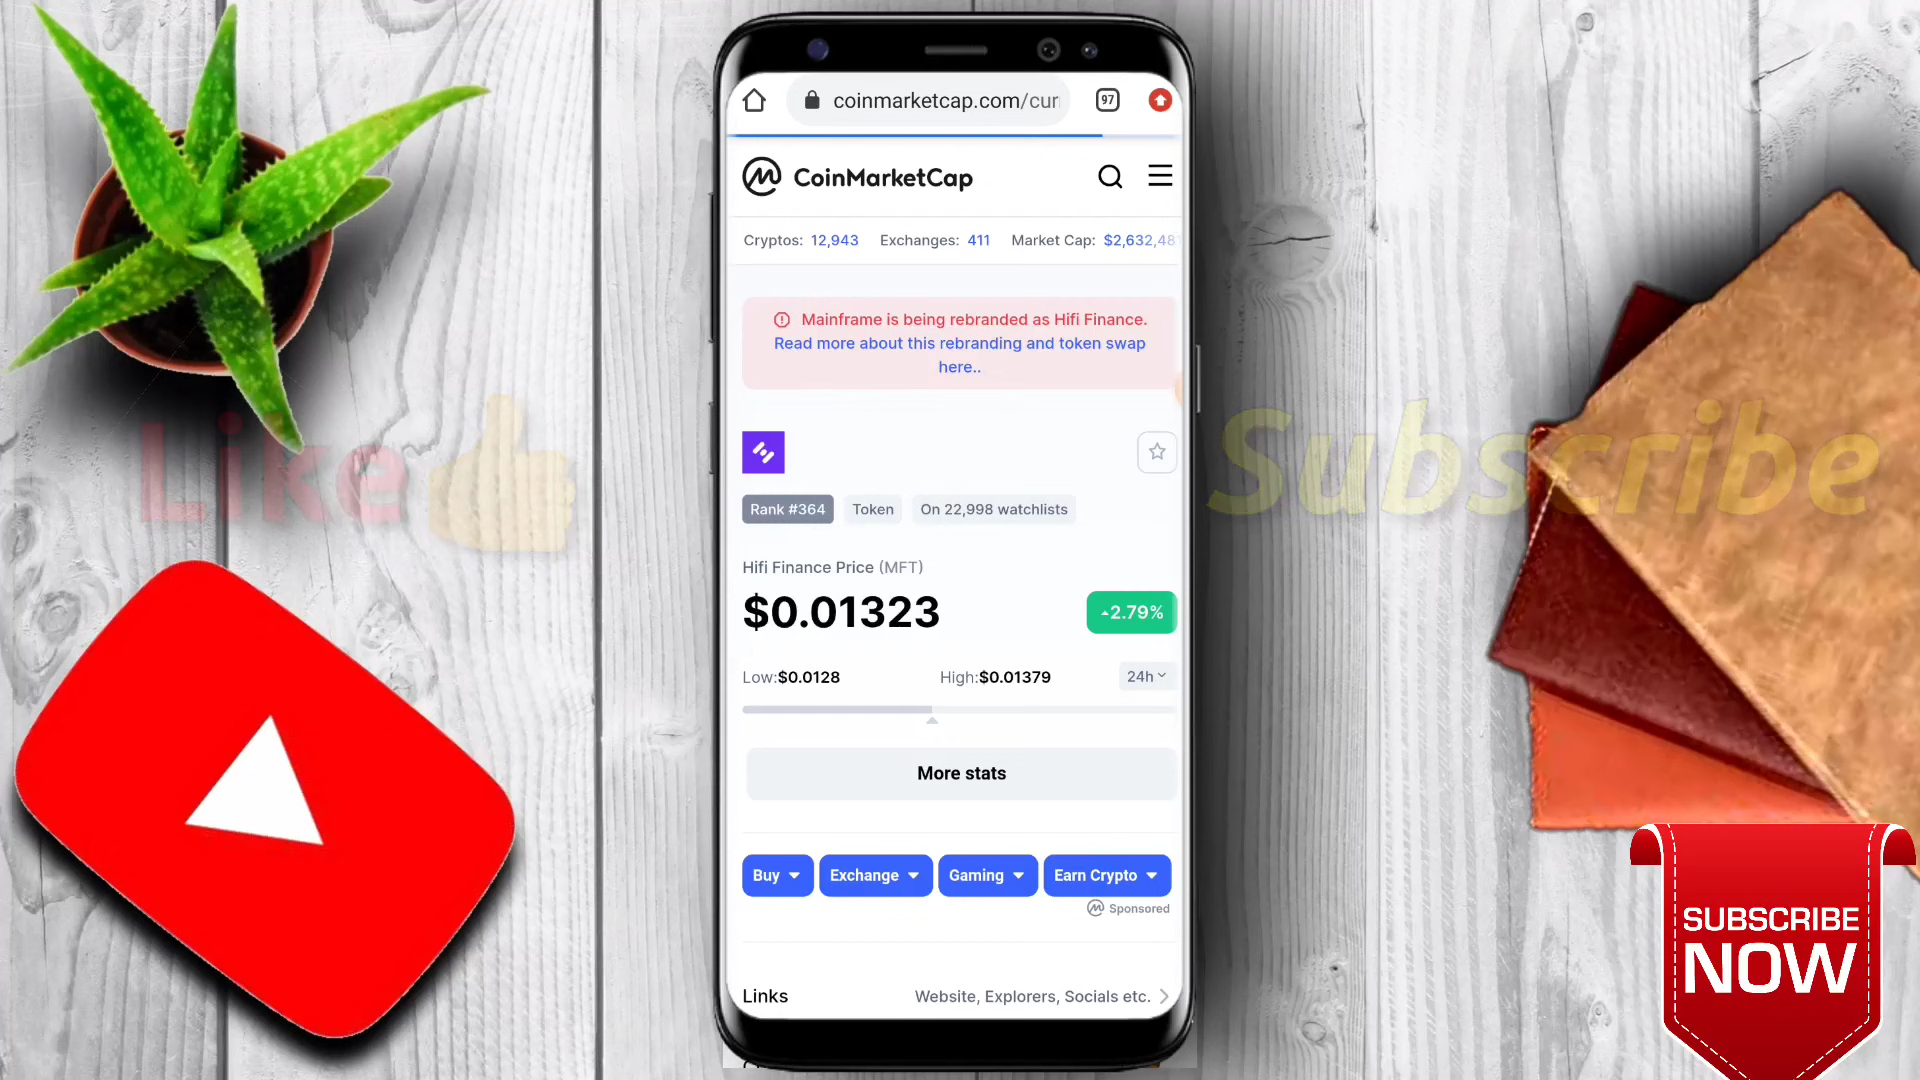 coinmarketcap.com/cur
97
CoinMarketCap
Cryptos: 12,943 Exchanges: 411 Market Cap: $2,632,481
Mainframe is being rebranded as Hifi Finance.
Read more about this rebranding and token swap
here..
Like
Subscribe
Rank #364 Token On 22,998 watchlists
Hifi Finance Price (MFT)
$0.01323
2.79%
Low:$0.0128 High:$0.01379 24h
More stats
Buy Exchange Gaming Earn Crypto
Sponsored
Links Website, Explorers, Socials etc.
SUBSCRIBE
NOW